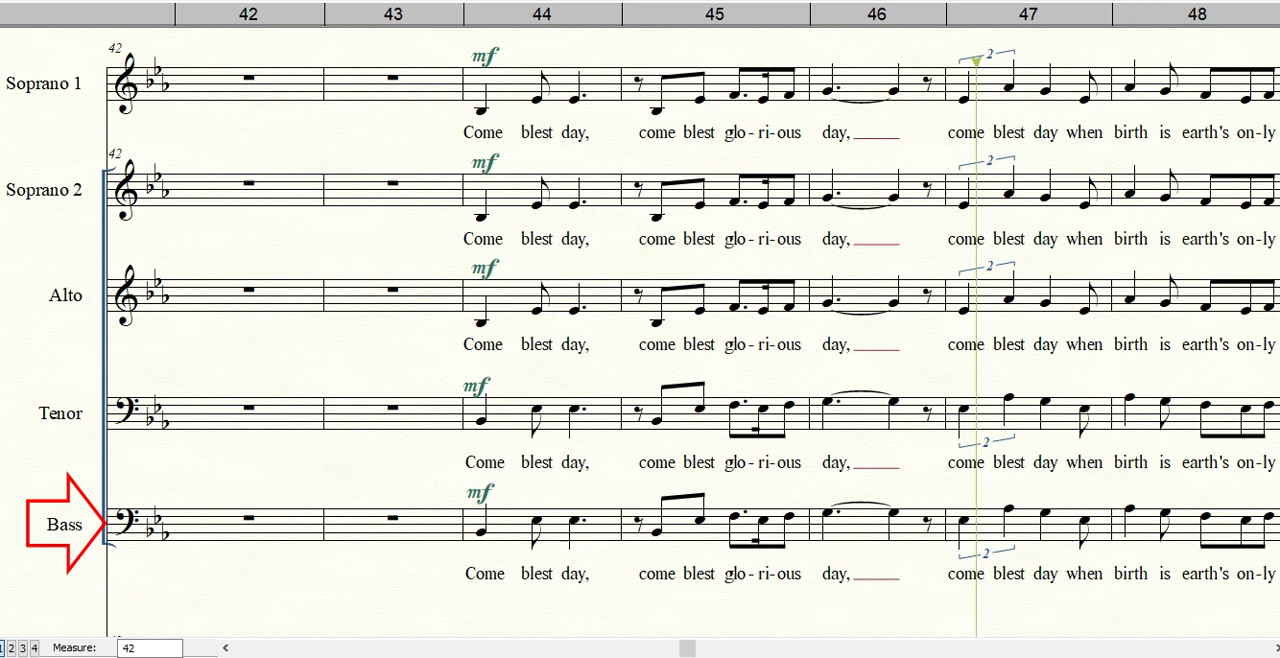 42 43 44 45 46 47 48
42
mf 2
Soprano 1
Come blest day, come blest glo - ri - ous day, come blest day when birth is earth's on-ly
42
mf 2
Soprano 2
Come blest day, come blest glo - ri - ous day, come blest day when birth is earth's on-ly
mf 2
Alto
Come blest day, come blest glo - ri - ous day, come blest day when birth is earth's on-ly
mf
Tenor
2
Come blest day, come blest glo - ri - ous day, come blest day when birth is earth's on-ly
mf
Bass
2
Come blest day, come blest glo - ri - ous day, come blest day when birth is earth's on-ly
1 2 3 4 Measure: 42